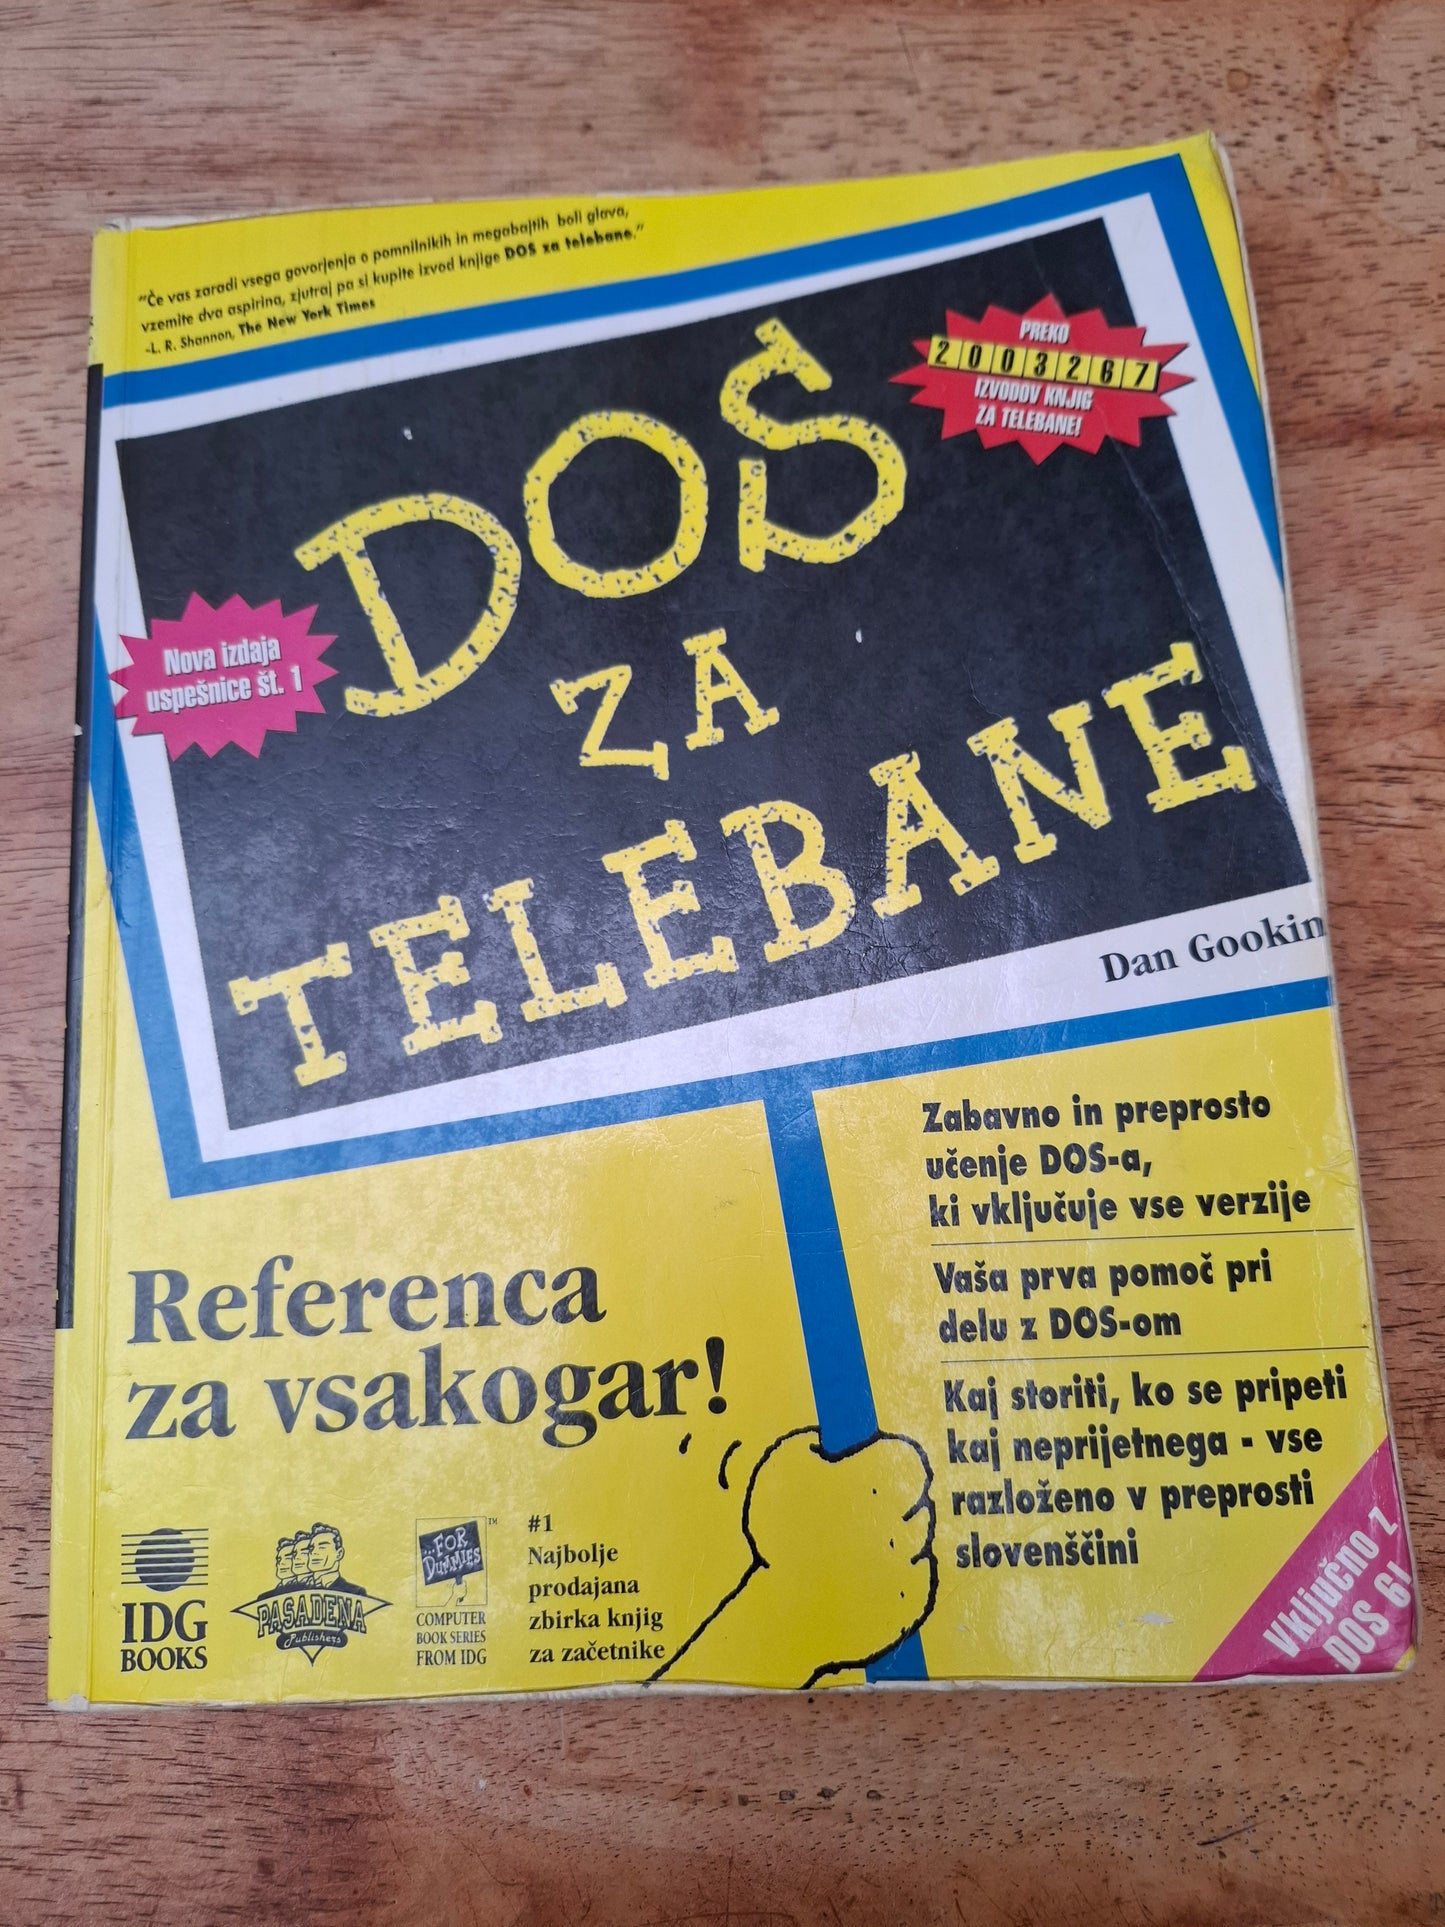 "Če vas zaradi vsega govorjenja o pomnilnikih in megabajtih boli glava,
vzemite dva aspirina, zjutraj pa si kupite izvod knjige DOS za telebane."
-L. R. Shannon, The New York Times
PREKO
2003267
IZVODOV KNJIG
ZA TELEBANE!
DOS
ZA
TELEBANE
Nova izdaja
uspešnice št. 1
Dan Gookin
Zabavno in preprosto
učenje DOS-a,
ki vključuje vse verzije
Vaša prva pomoč pri
delu z DOS-om
Kaj storiti, ko se pripeti
kaj neprijetnega - vse
razloženo v preprosti
slovenščini
Referenca
za vsakogar!
IDG
BOOKS
PASADENA
Publishers
...FOR
DUMMIES
TM
COMPUTER
BOOK SERIES
FROM IDG
#1
Najbolje
prodajana
zbirka knjig
za začetnike
Vključno z
DOS 6!